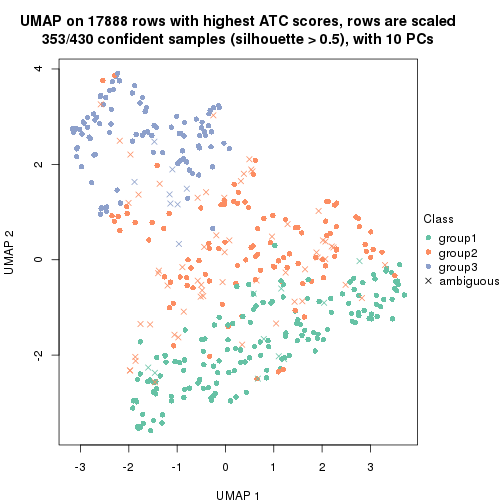 UMAP on 17888 rows with highest ATC scores, rows are scaled
353/430 confident samples (silhouette > 0.5), with 10 PCs
4
2
0
-2
UMAP 2
-3
-2
-1
0
1
2
3
UMAP 1
Class
group1
group2
group3
ambiguous